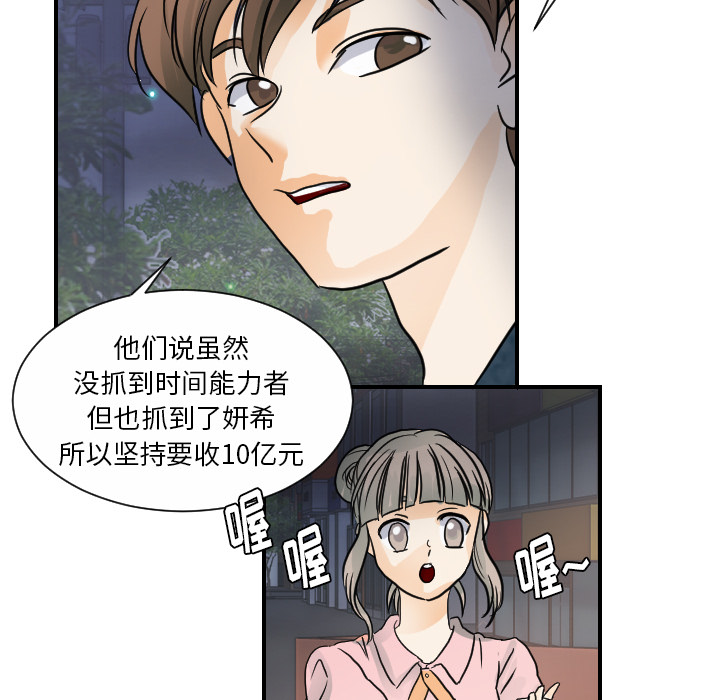 他们说虽然
没抓到时间能力者
但也抓到了妍希
所以坚持要收10亿元
喔
喔
喔~